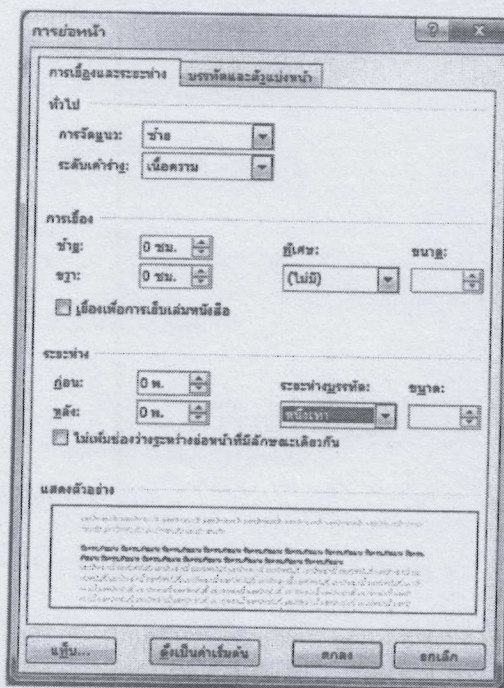 การย่อหน้า
การเยื้องและระยะห่าง บรรทัดและตัวแบ่งหน้า
ทั่วไป
การจัดแนว: ซ้าย
ระดับเค้าร่าง: เนื้อความ
การเยื้อง
ซ้าย: 0 ซม. พิเศษ: ขนาด:
ขวา: 0 ซม. (ไม่มี)
เยื้องเพื่อการเย็บเล่มหนังสือ
ระยะห่าง
ก่อน: 0 พ. ระยะห่างบรรทัด: ขนาด:
หลัง: 0 พ. หนึ่งเท่า
ไม่เพิ่มช่องว่างระหว่างย่อหน้าที่มีลักษณะเดียวกัน
แสดงตัวอย่าง
แท็บ... ตั้งเป็นค่าเริ่มต้น ตกลง ยกเลิก